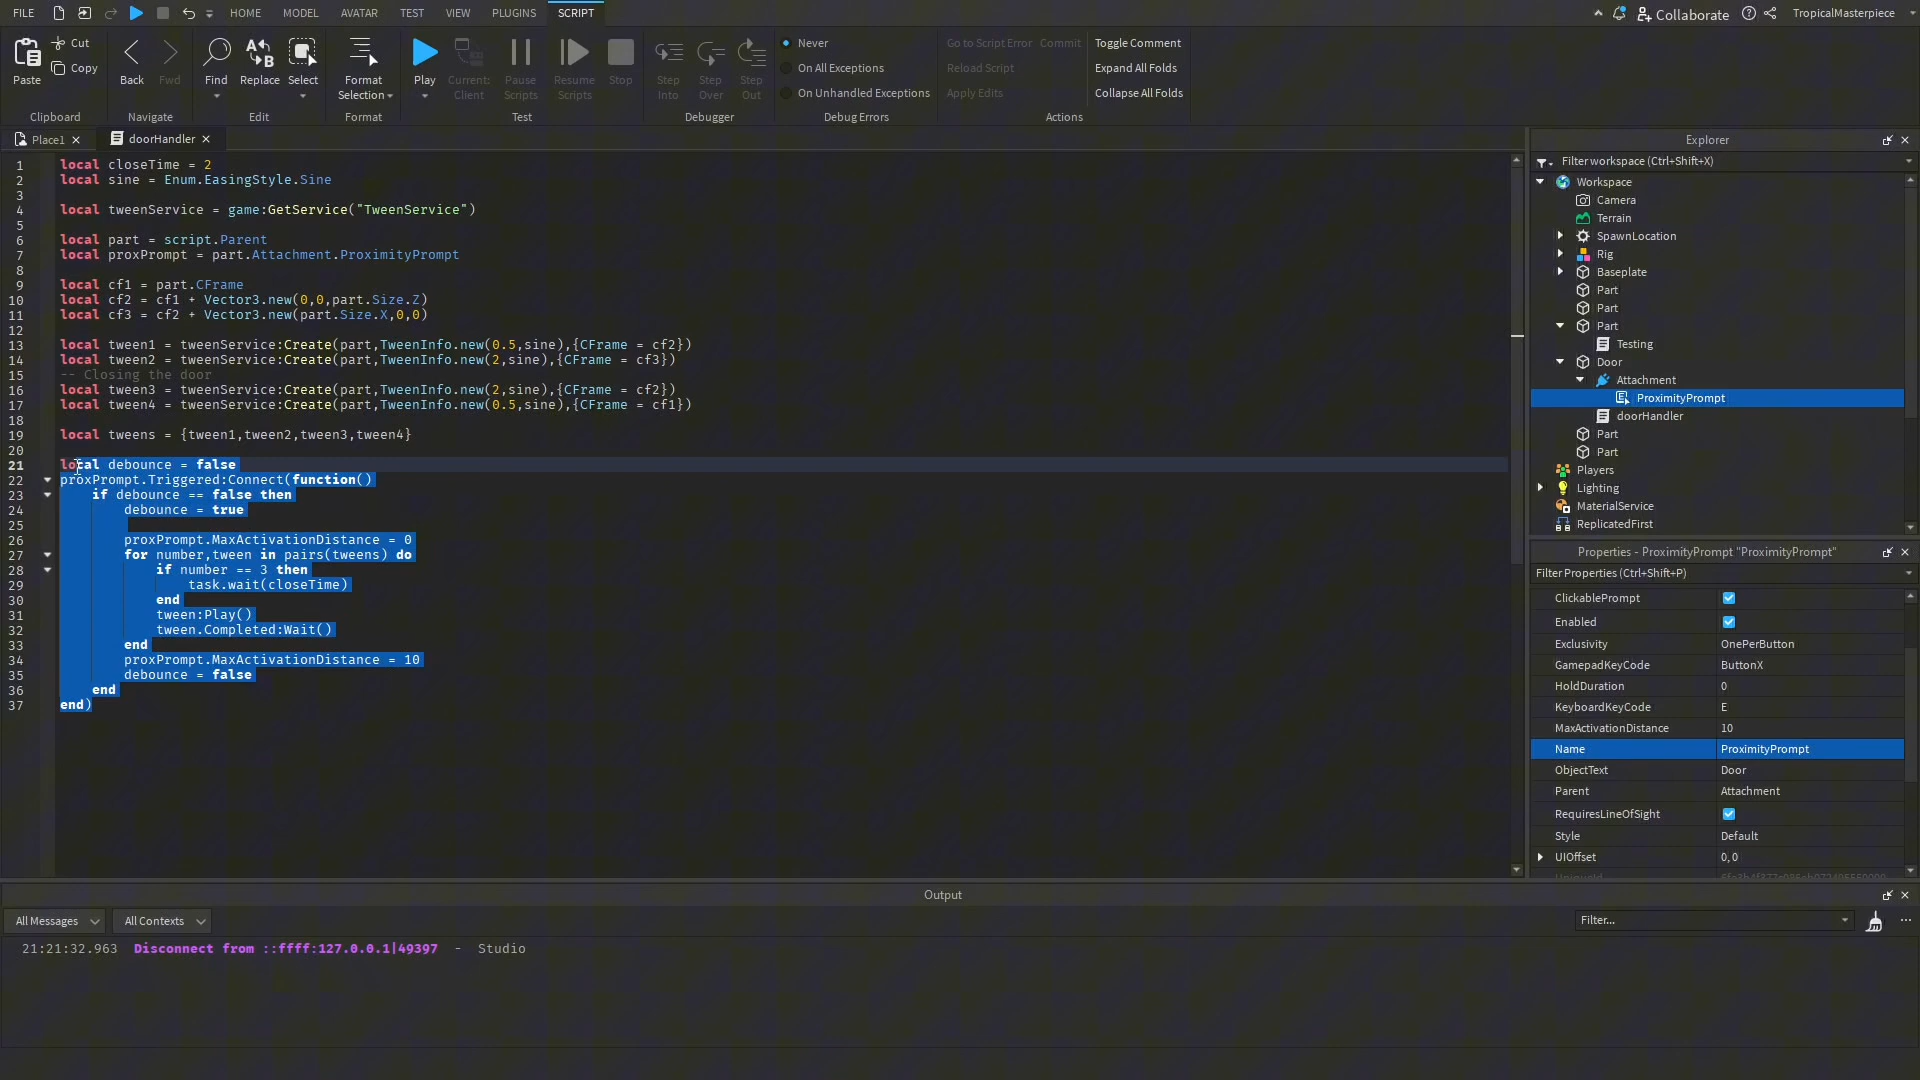 FILE HOME MODEL AVATAR TEST VIEW PLUGINS SCRIPT Collaborate TropicalMasterpiece
Paste Cut Copy
Clipboard
Back Fwd
Navigate
Find Replace Select
Edit
Format Selection
Format
Play Current: Client Pause Scripts Resume Scripts Stop
Test
Step Into Step Over Step Out
Debugger
Never
On All Exceptions
On Unhandled Exceptions
Debug Errors
Go to Script Error Commit
Reload Script
Apply Edits
Toggle Comment
Expand All Folds
Collapse All Folds
Actions
Place1 doorHandler
1 local closeTime = 2
2 local sine = Enum.EasingStyle.Sine
3
4 local tweenService = game:GetService("TweenService")
5
6 local part = script.Parent
7 local proxPrompt = part.Attachment.ProximityPrompt
8
9 local cf1 = part.CFrame
10 local cf2 = cf1 + Vector3.new(0,0,part.Size.Z)
11 local cf3 = cf2 + Vector3.new(part.Size.X,0,0)
12
13 local tween1 = tweenService:Create(part,TweenInfo.new(0.5,sine),{CFrame = cf2})
14 local tween2 = tweenService:Create(part,TweenInfo.new(2,sine),{CFrame = cf3})
15 -- Closing the door
16 local tween3 = tweenService:Create(part,TweenInfo.new(2,sine),{CFrame = cf2})
17 local tween4 = tweenService:Create(part,TweenInfo.new(0.5,sine),{CFrame = cf1})
18
19 local tweens = {tween1,tween2,tween3,tween4}
20
21 local debounce = false
22 proxPrompt.Triggered:Connect(function()
23 if debounce == false then
24 debounce = true
25
26 proxPrompt.MaxActivationDistance = 0
27 for number,tween in pairs(tweens) do
28 if number == 3 then
29 task.wait(closeTime)
30 end
31 tween:Play()
32 tween.Completed:Wait()
33 end
34 proxPrompt.MaxActivationDistance = 10
35 debounce = false
36 end
37 end)
Explorer
Filter workspace (Ctrl+Shift+X)
Workspace
Camera
Terrain
SpawnLocation
Rig
Baseplate
Part
Part
Part
Testing
Door
Attachment
ProximityPrompt
doorHandler
Part
Part
Players
Lighting
MaterialService
ReplicatedFirst
Properties - ProximityPrompt "ProximityPrompt"
Filter Properties (Ctrl+Shift+P)
ClickablePrompt
Enabled
Exclusivity OnePerButton
GamepadKeyCode ButtonX
HoldDuration 0
KeyboardKeyCode E
MaxActivationDistance 10
Name ProximityPrompt
ObjectText Door
Parent Attachment
RequiresLineOfSight
Style Default
UIOffset 0, 0
Output
All Messages All Contexts Filter...
21:21:32.963 Disconnect from ::ffff:127.0.0.1|49397 - Studio